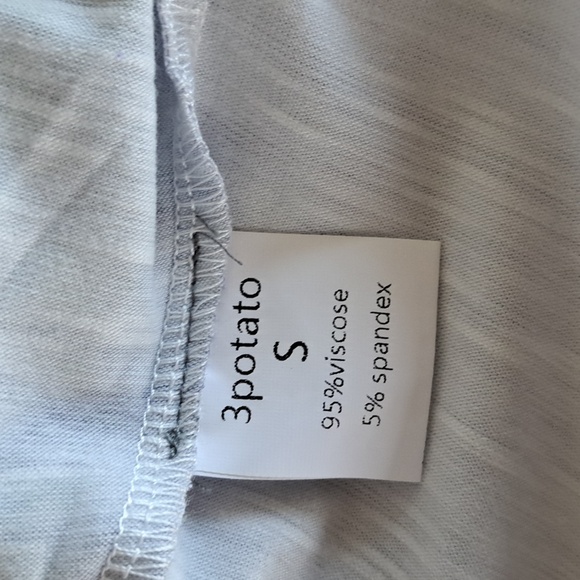 3potato
S
95%viscose
5% spandex